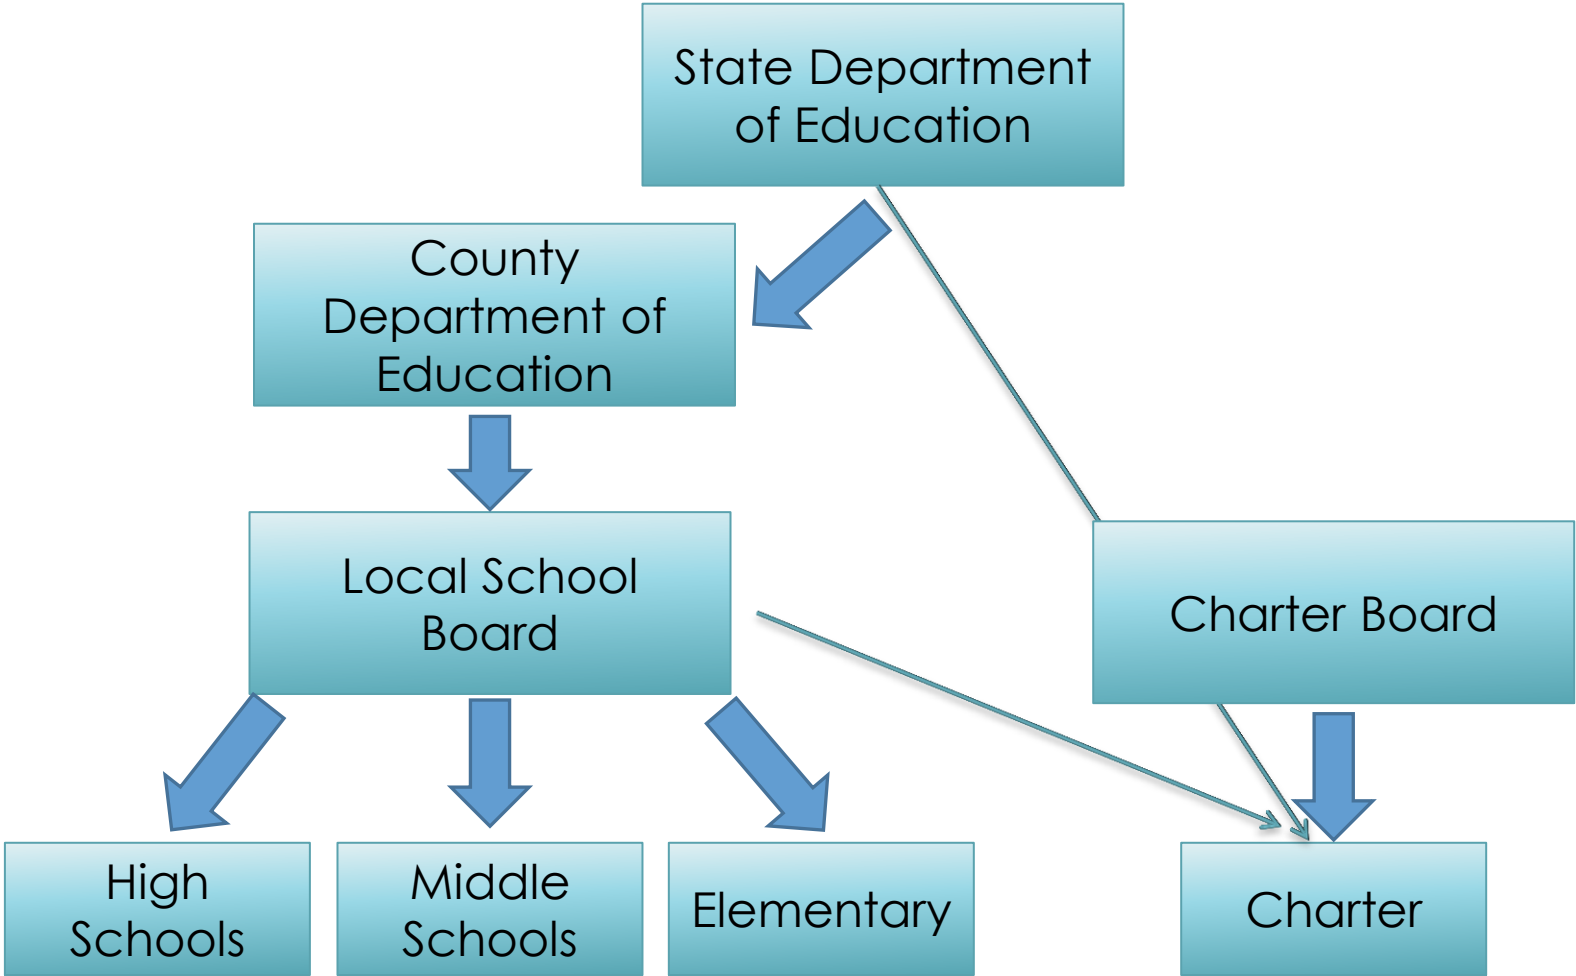 State Department
of Education
County
Department of
Education
Local School
Board
Charter Board
High
Schools
Middle
Schools
Elementary
Charter